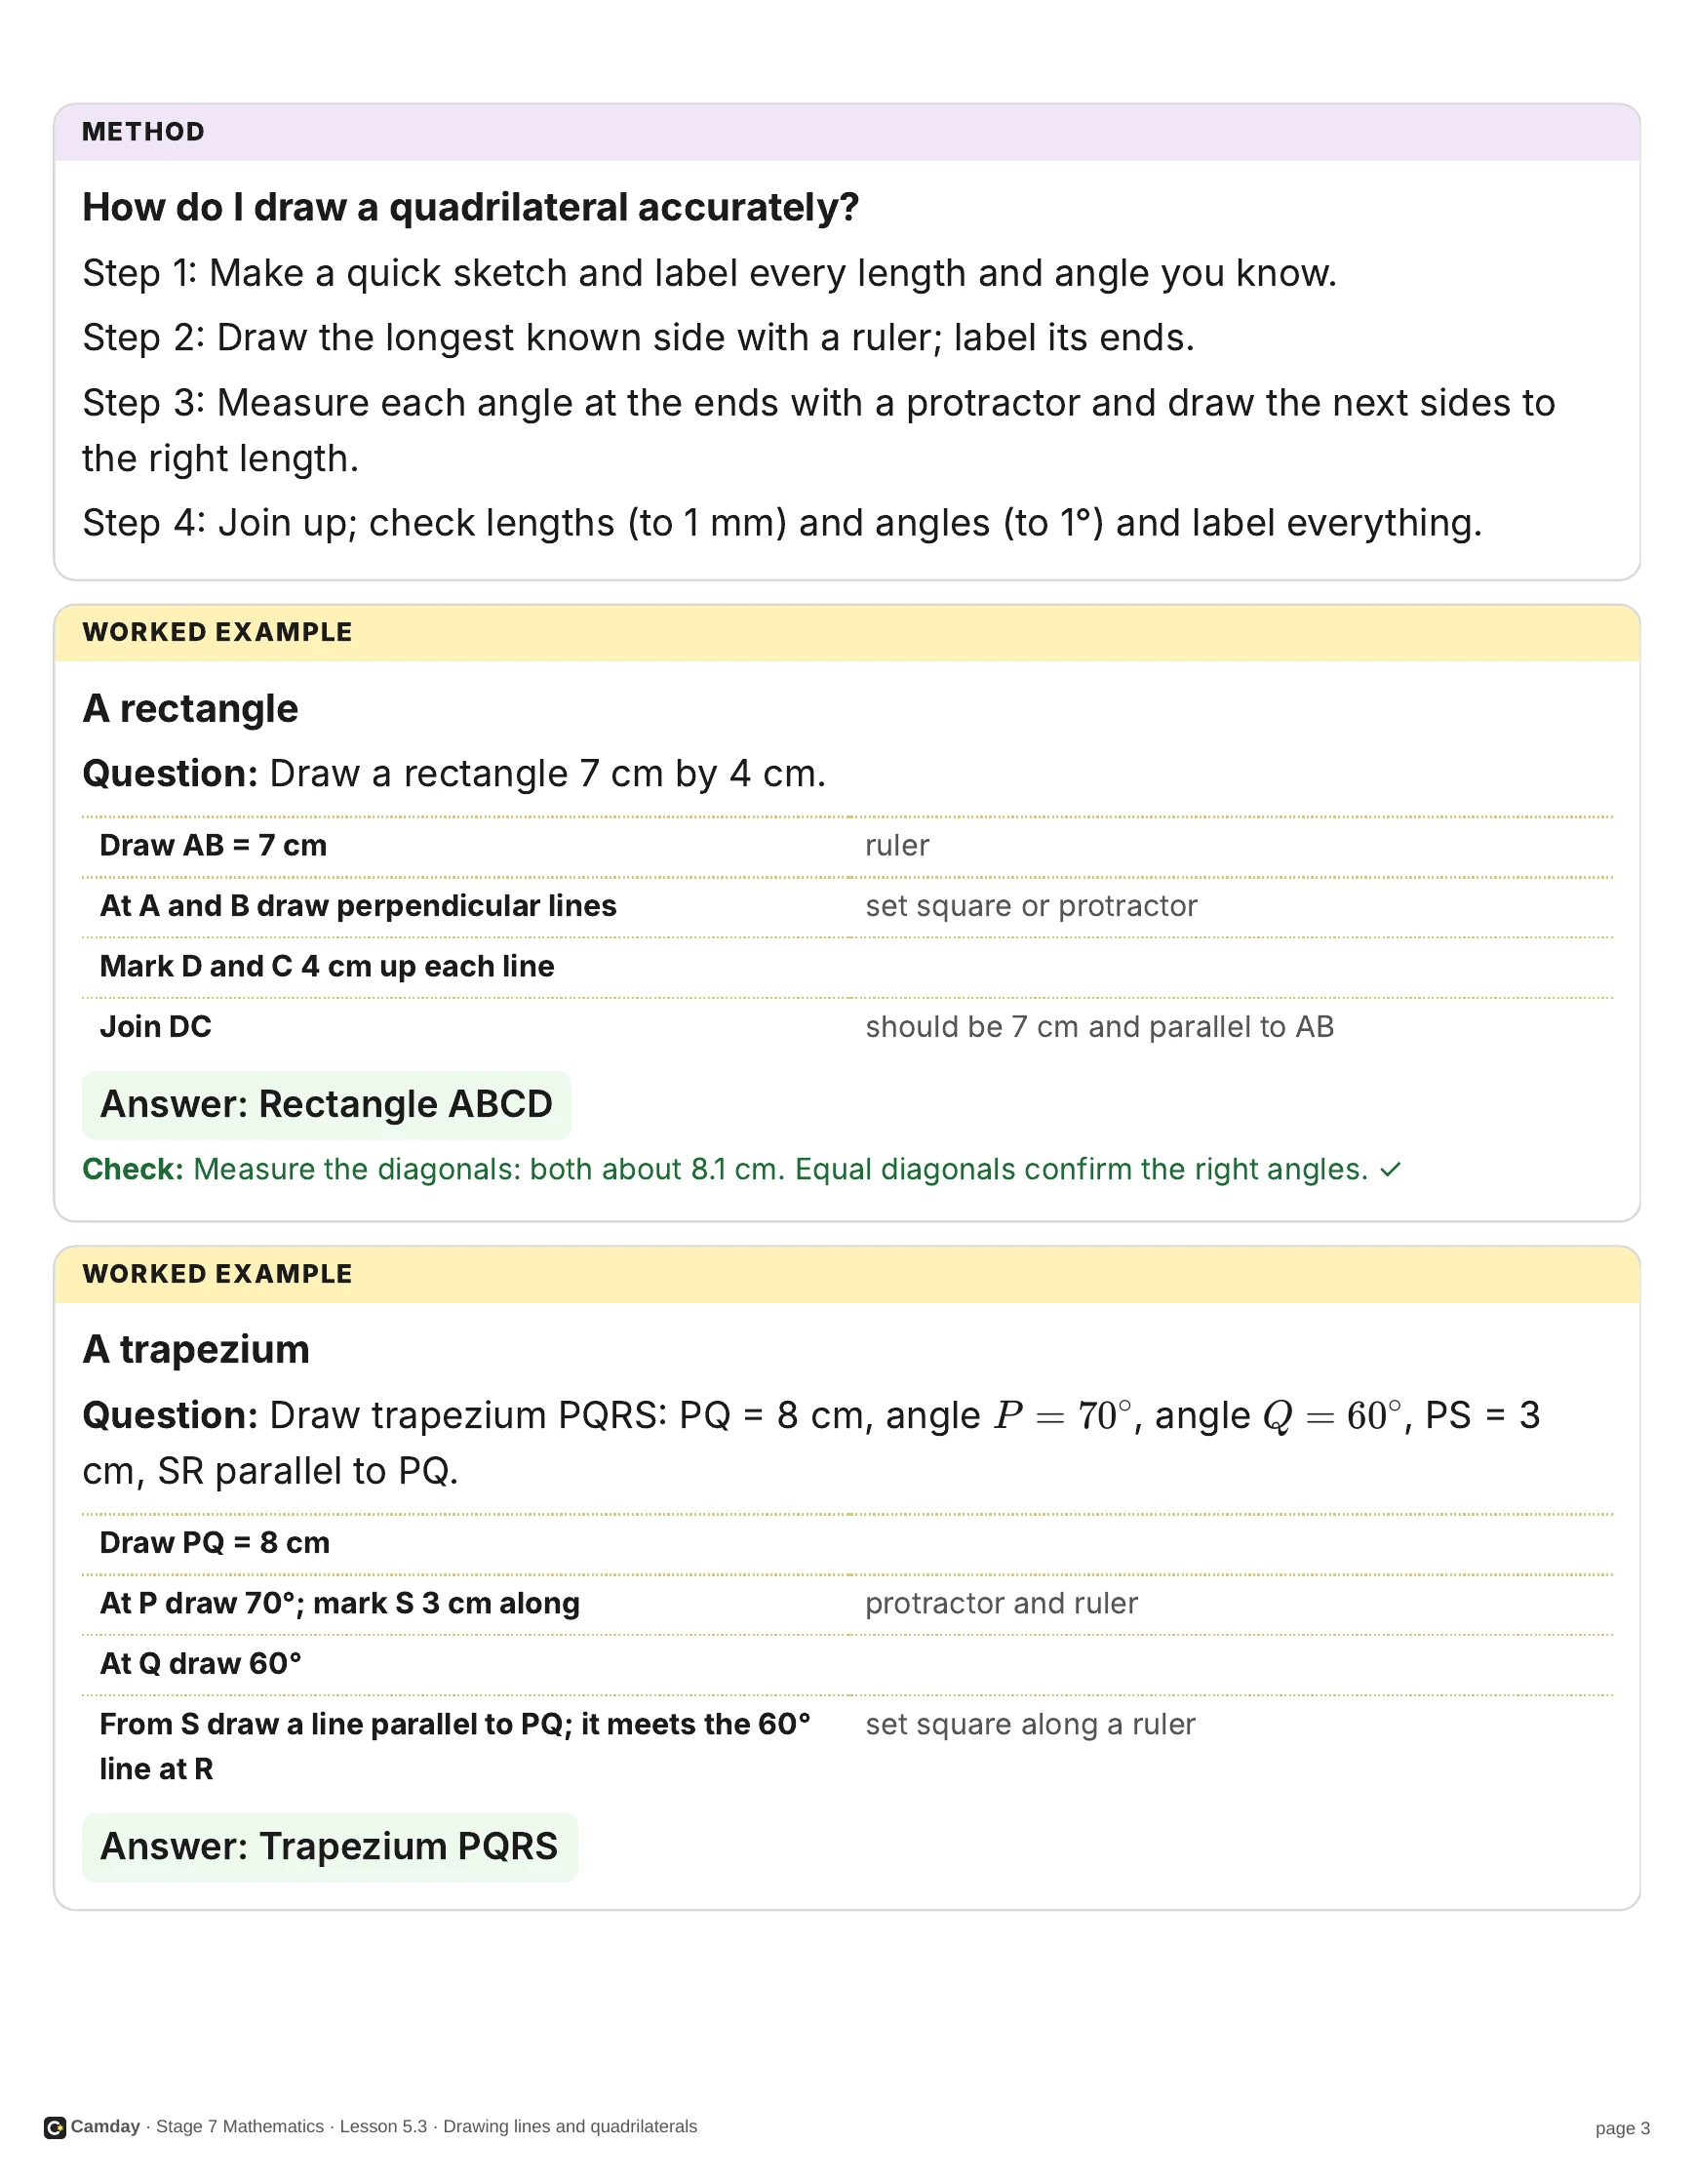 METHOD
How do I draw a quadrilateral accurately?
Step 1: Make a quick sketch and label every length and angle you know.
Step 2: Draw the longest known side with a ruler; label its ends.
Step 3: Measure each angle at the ends with a protractor and draw the next sides to
the right length.
Step 4: Join up; check lengths (to 1 mm) and angles (to 1°) and label everything.
WORKED EXAMPLE
A rectangle
Question: Draw a rectangle 7 cm by 4 cm.
Draw AB = 7 cm ruler
At A and B draw perpendicular lines set square or protractor
Mark D and C 4 cm up each line
Join DC should be 7 cm and parallel to AB
Answer: Rectangle ABCD
Check: Measure the diagonals: both about 8.1 cm. Equal diagonals confirm the right angles. ✓
WORKED EXAMPLE
A trapezium
Question: Draw trapezium PQRS: PQ = 8 cm, angle P = 70°, angle Q = 60°, PS = 3
cm, SR parallel to PQ.
Draw PQ = 8 cm
At P draw 70°; mark S 3 cm along protractor and ruler
At Q draw 60°
From S draw a line parallel to PQ; it meets the 60° set square along a ruler
line at R
Answer: Trapezium PQRS
Camday · Stage 7 Mathematics · Lesson 5.3 · Drawing lines and quadrilaterals page 3